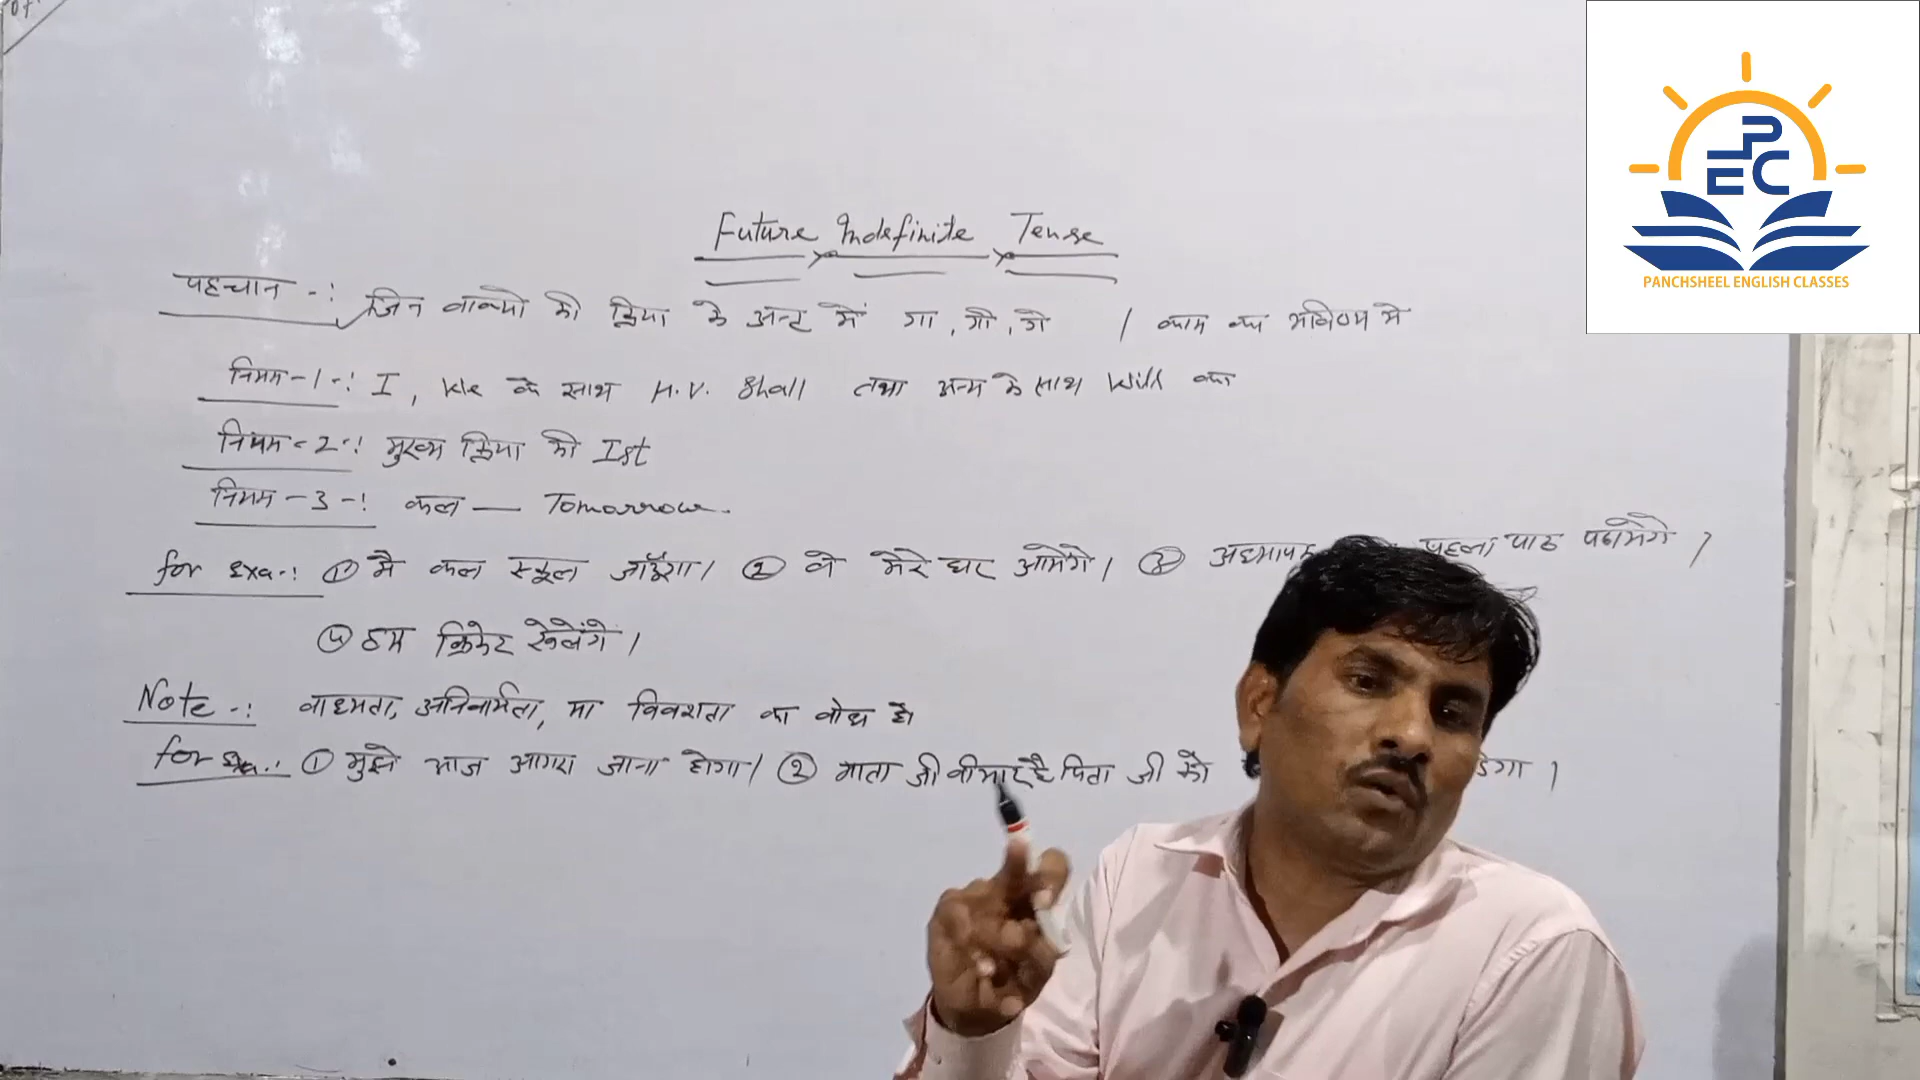 Future Indefinite Tense
पहचान -: जिन वाक्यो की क्रिया के अन्त में गा, गी, गे / काम का भविष्य मे
नियम -1 -: I, We के साथ H.V. Shall तथा अन्य के साथ Will का
नियम -2 -: मुख्य क्रिया की Ist
नियम -3 -: कल — Tomorrow.
for exa.: ① मै कल स्कूल जाऊँगा। ② वे मेरे घर आयेंगे। ③ अध्यापक पहला पाठ पढायेंगे।
④ हम क्रिकेट खेलेंगे।
Note -: वाध्यता, अनिवार्यता, या विवशता का बोध हो
for exa.: ① मुझे आज आगरा जाना होगा। ② माता जी बीमार है पिता जी को
PEC
PANCHSHEEL ENGLISH CLASSES